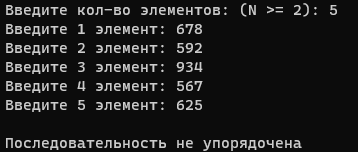 Введите кол-во элементов: (N >= 2): 5
Введите 1 элемент: 678
Введите 2 элемент: 592
Введите 3 элемент: 934
Введите 4 элемент: 567
Введите 5 элемент: 625
Последовательность не упорядочена